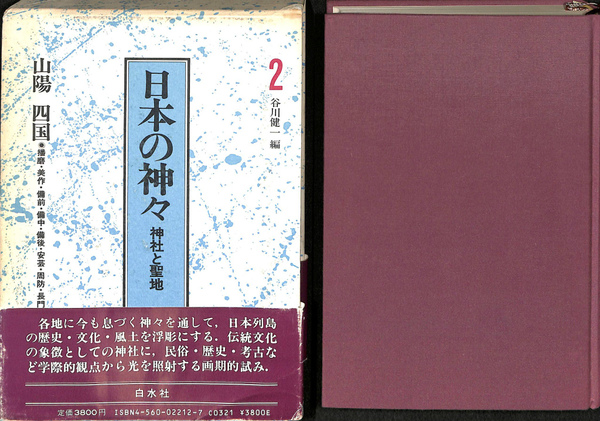 2
谷川健一 編
日本の神々
神社と聖地
山陽 四国
播磨・美作・備前・備中・備後・安芸・周防・長門
各地に今も息づく神々を通して，日本列島
の歴史・文化・風土を浮彫にする．伝統文化
の象徴としての神社に，民俗・歴史・考古な
ど学際的観点から光を照射する画期的試み．
白水社
定価3800円 ISBN4-560-02212-7 C0321 ¥3800E